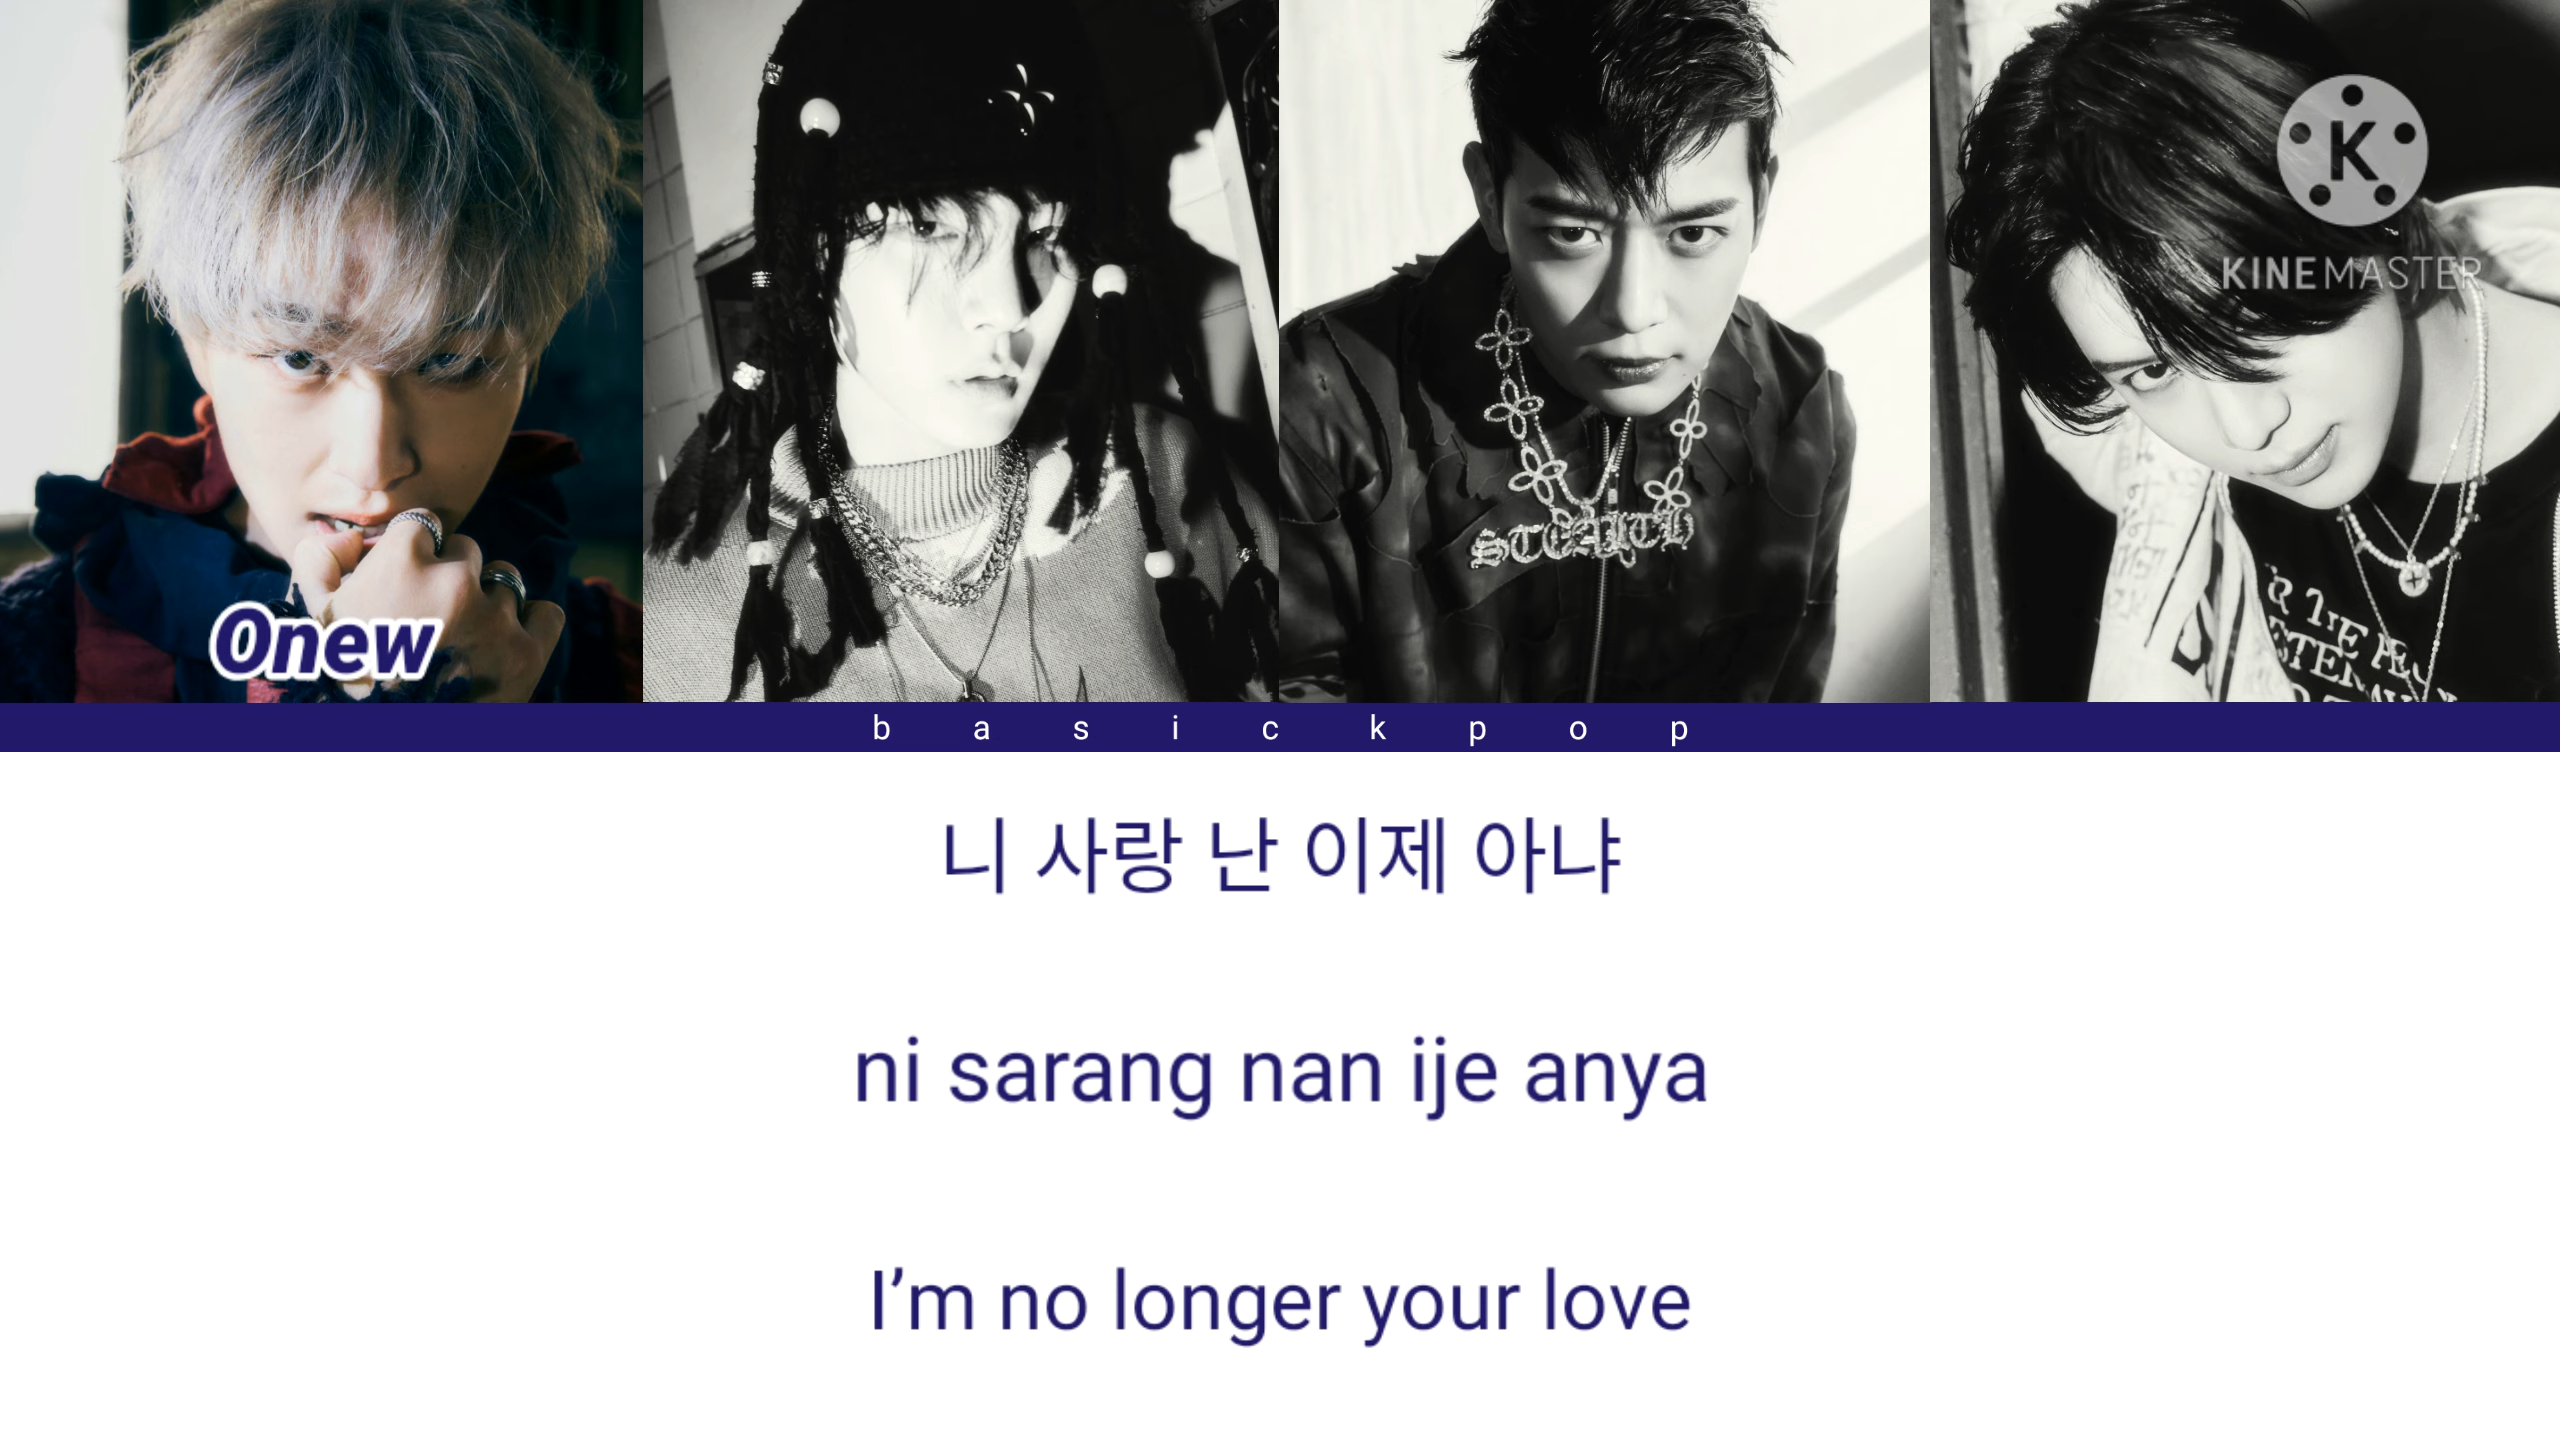 K
KINEMASTER
STEALTH
Onew
b a s i c k p o p
니 사랑 난 이제 아냐
ni sarang nan ije anya
I’m no longer your love